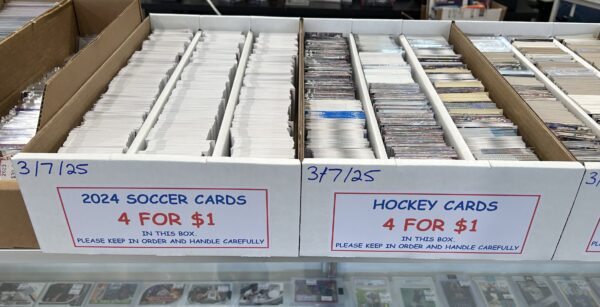 3/7/25
2024 SOCCER CARDS
4 FOR $1
IN THIS BOX.
PLEASE KEEP IN ORDER AND HANDLE CAREFULLY
3/7/25
HOCKEY CARDS
4 FOR $1
IN THIS BOX.
PLEASE KEEP IN ORDER AND HANDLE CAREFULLY